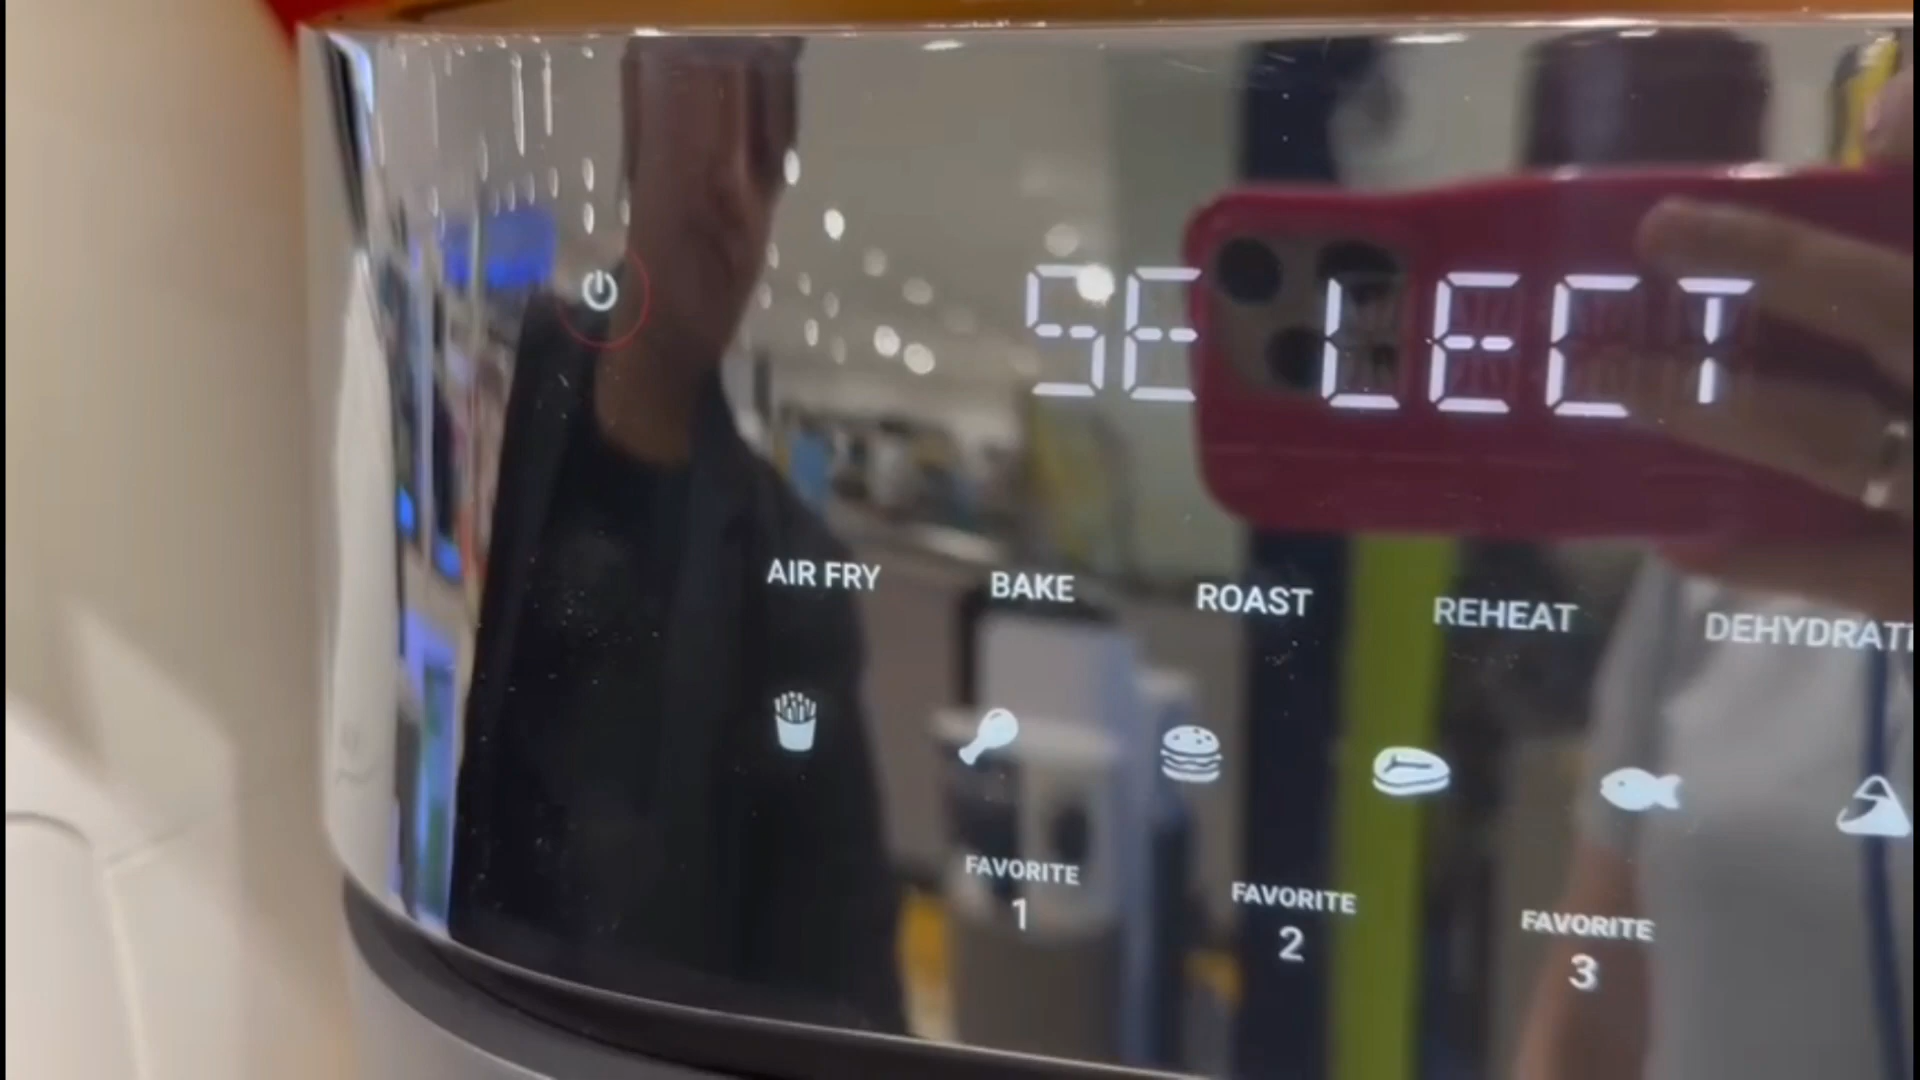 SELECT
AIR FRY BAKE ROAST REHEAT DEHYDRAT
FAVORITE FAVORITE FAVORITE
1 2 3